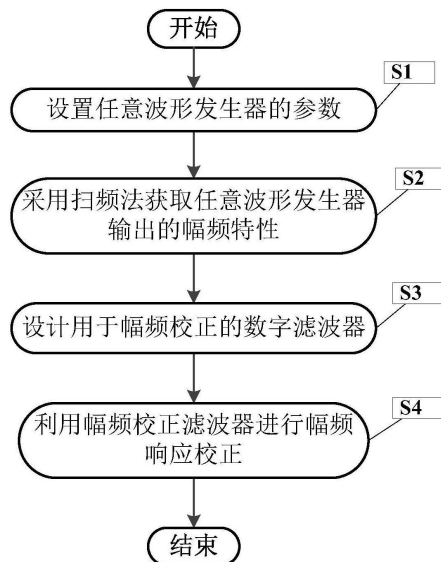 开始
S1
设置任意波形发生器的参数
S2
采用扫频法获取任意波形发生器
输出的幅频特性
S3
设计用于幅频校正的数字滤波器
S4
利用幅频校正滤波器进行幅频
响应校正
结束